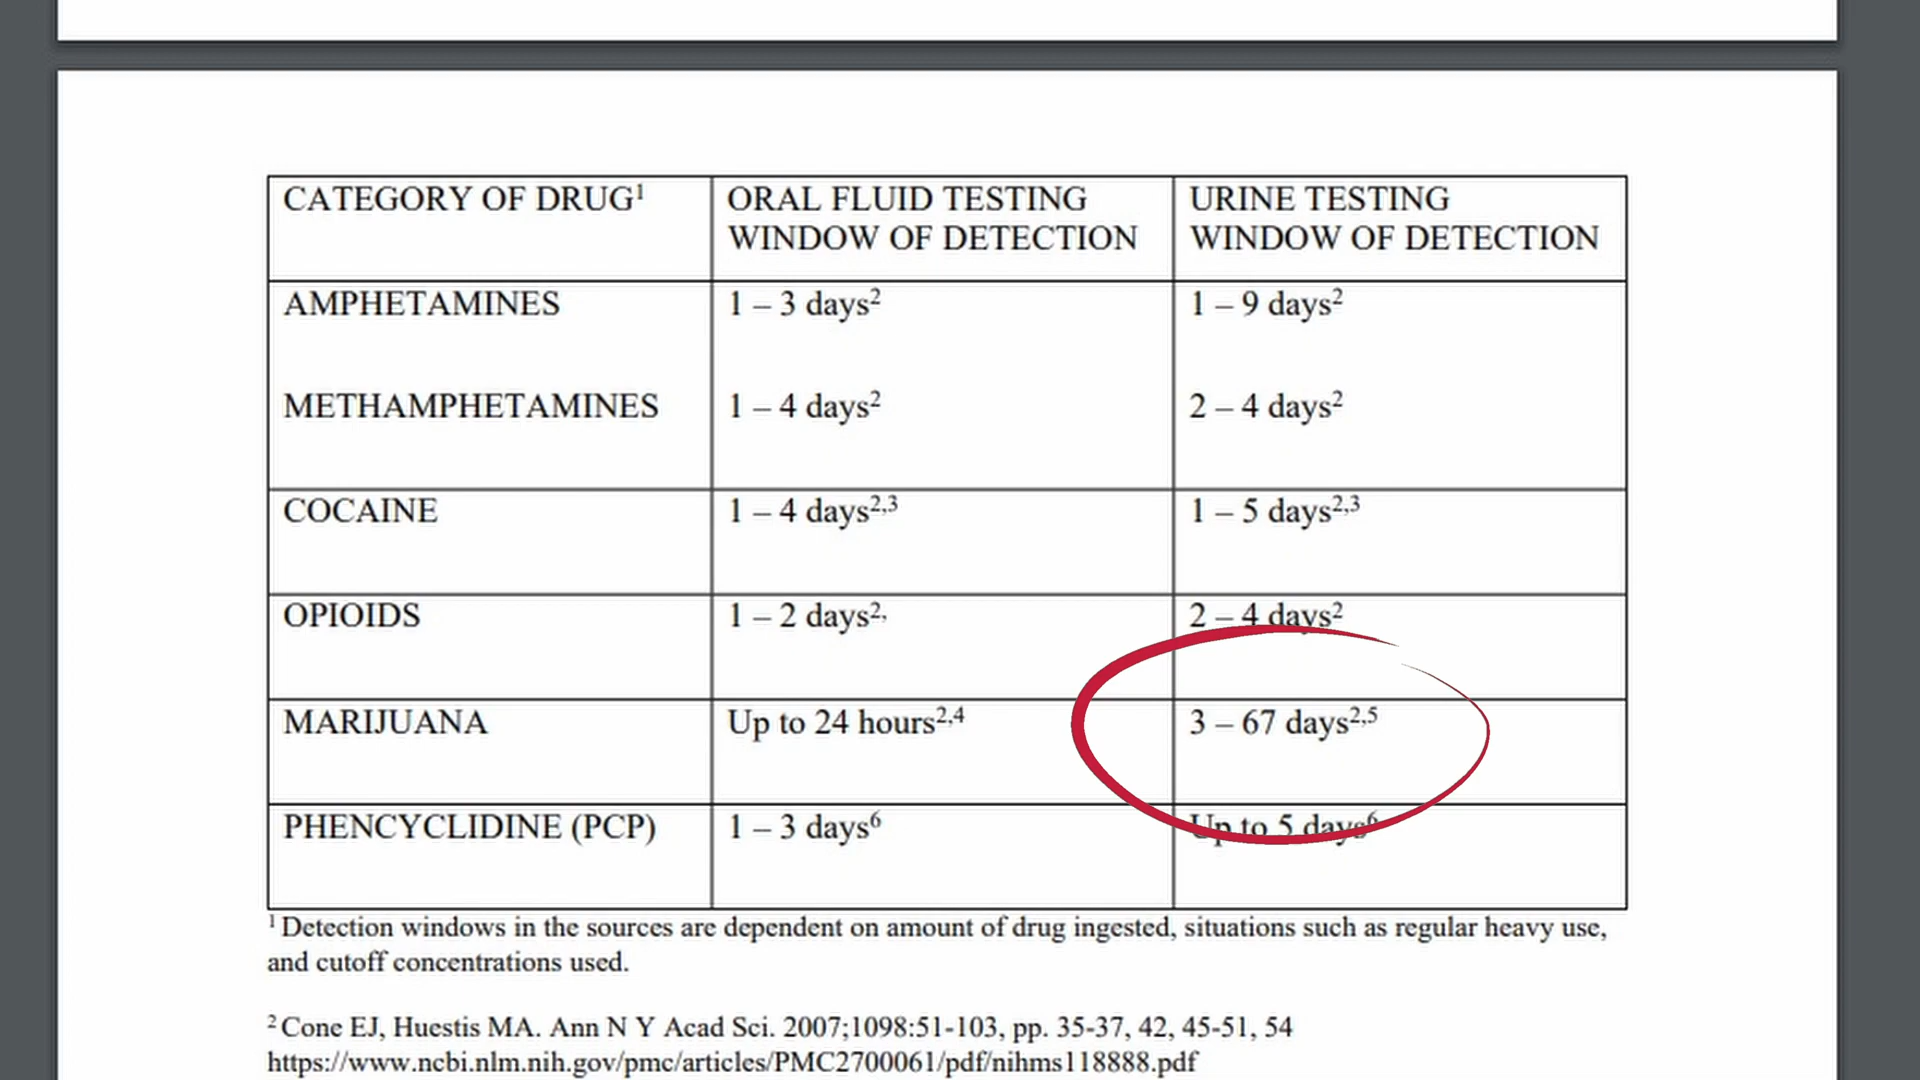 CATEGORY OF DRUG¹
ORAL FLUID TESTING
WINDOW OF DETECTION
URINE TESTING
WINDOW OF DETECTION
AMPHETAMINES
1 – 3 days²
1 – 9 days²
METHAMPHETAMINES
1 – 4 days²
2 – 4 days²
COCAINE
1 – 4 days²,³
1 – 5 days²,³
OPIOIDS
1 – 2 days²,
2 – 4 days²
MARIJUANA
Up to 24 hours²,⁴
3 – 67 days²,⁵
PHENCYCLIDINE (PCP)
1 – 3 days⁶
Up to 5 days⁶
¹ Detection windows in the sources are dependent on amount of drug ingested, situations such as regular heavy use,
and cutoff concentrations used.
² Cone EJ, Huestis MA. Ann N Y Acad Sci. 2007;1098:51-103, pp. 35-37, 42, 45-51, 54
https://www.ncbi.nlm.nih.gov/pmc/articles/PMC2700061/pdf/nihms118888.pdf